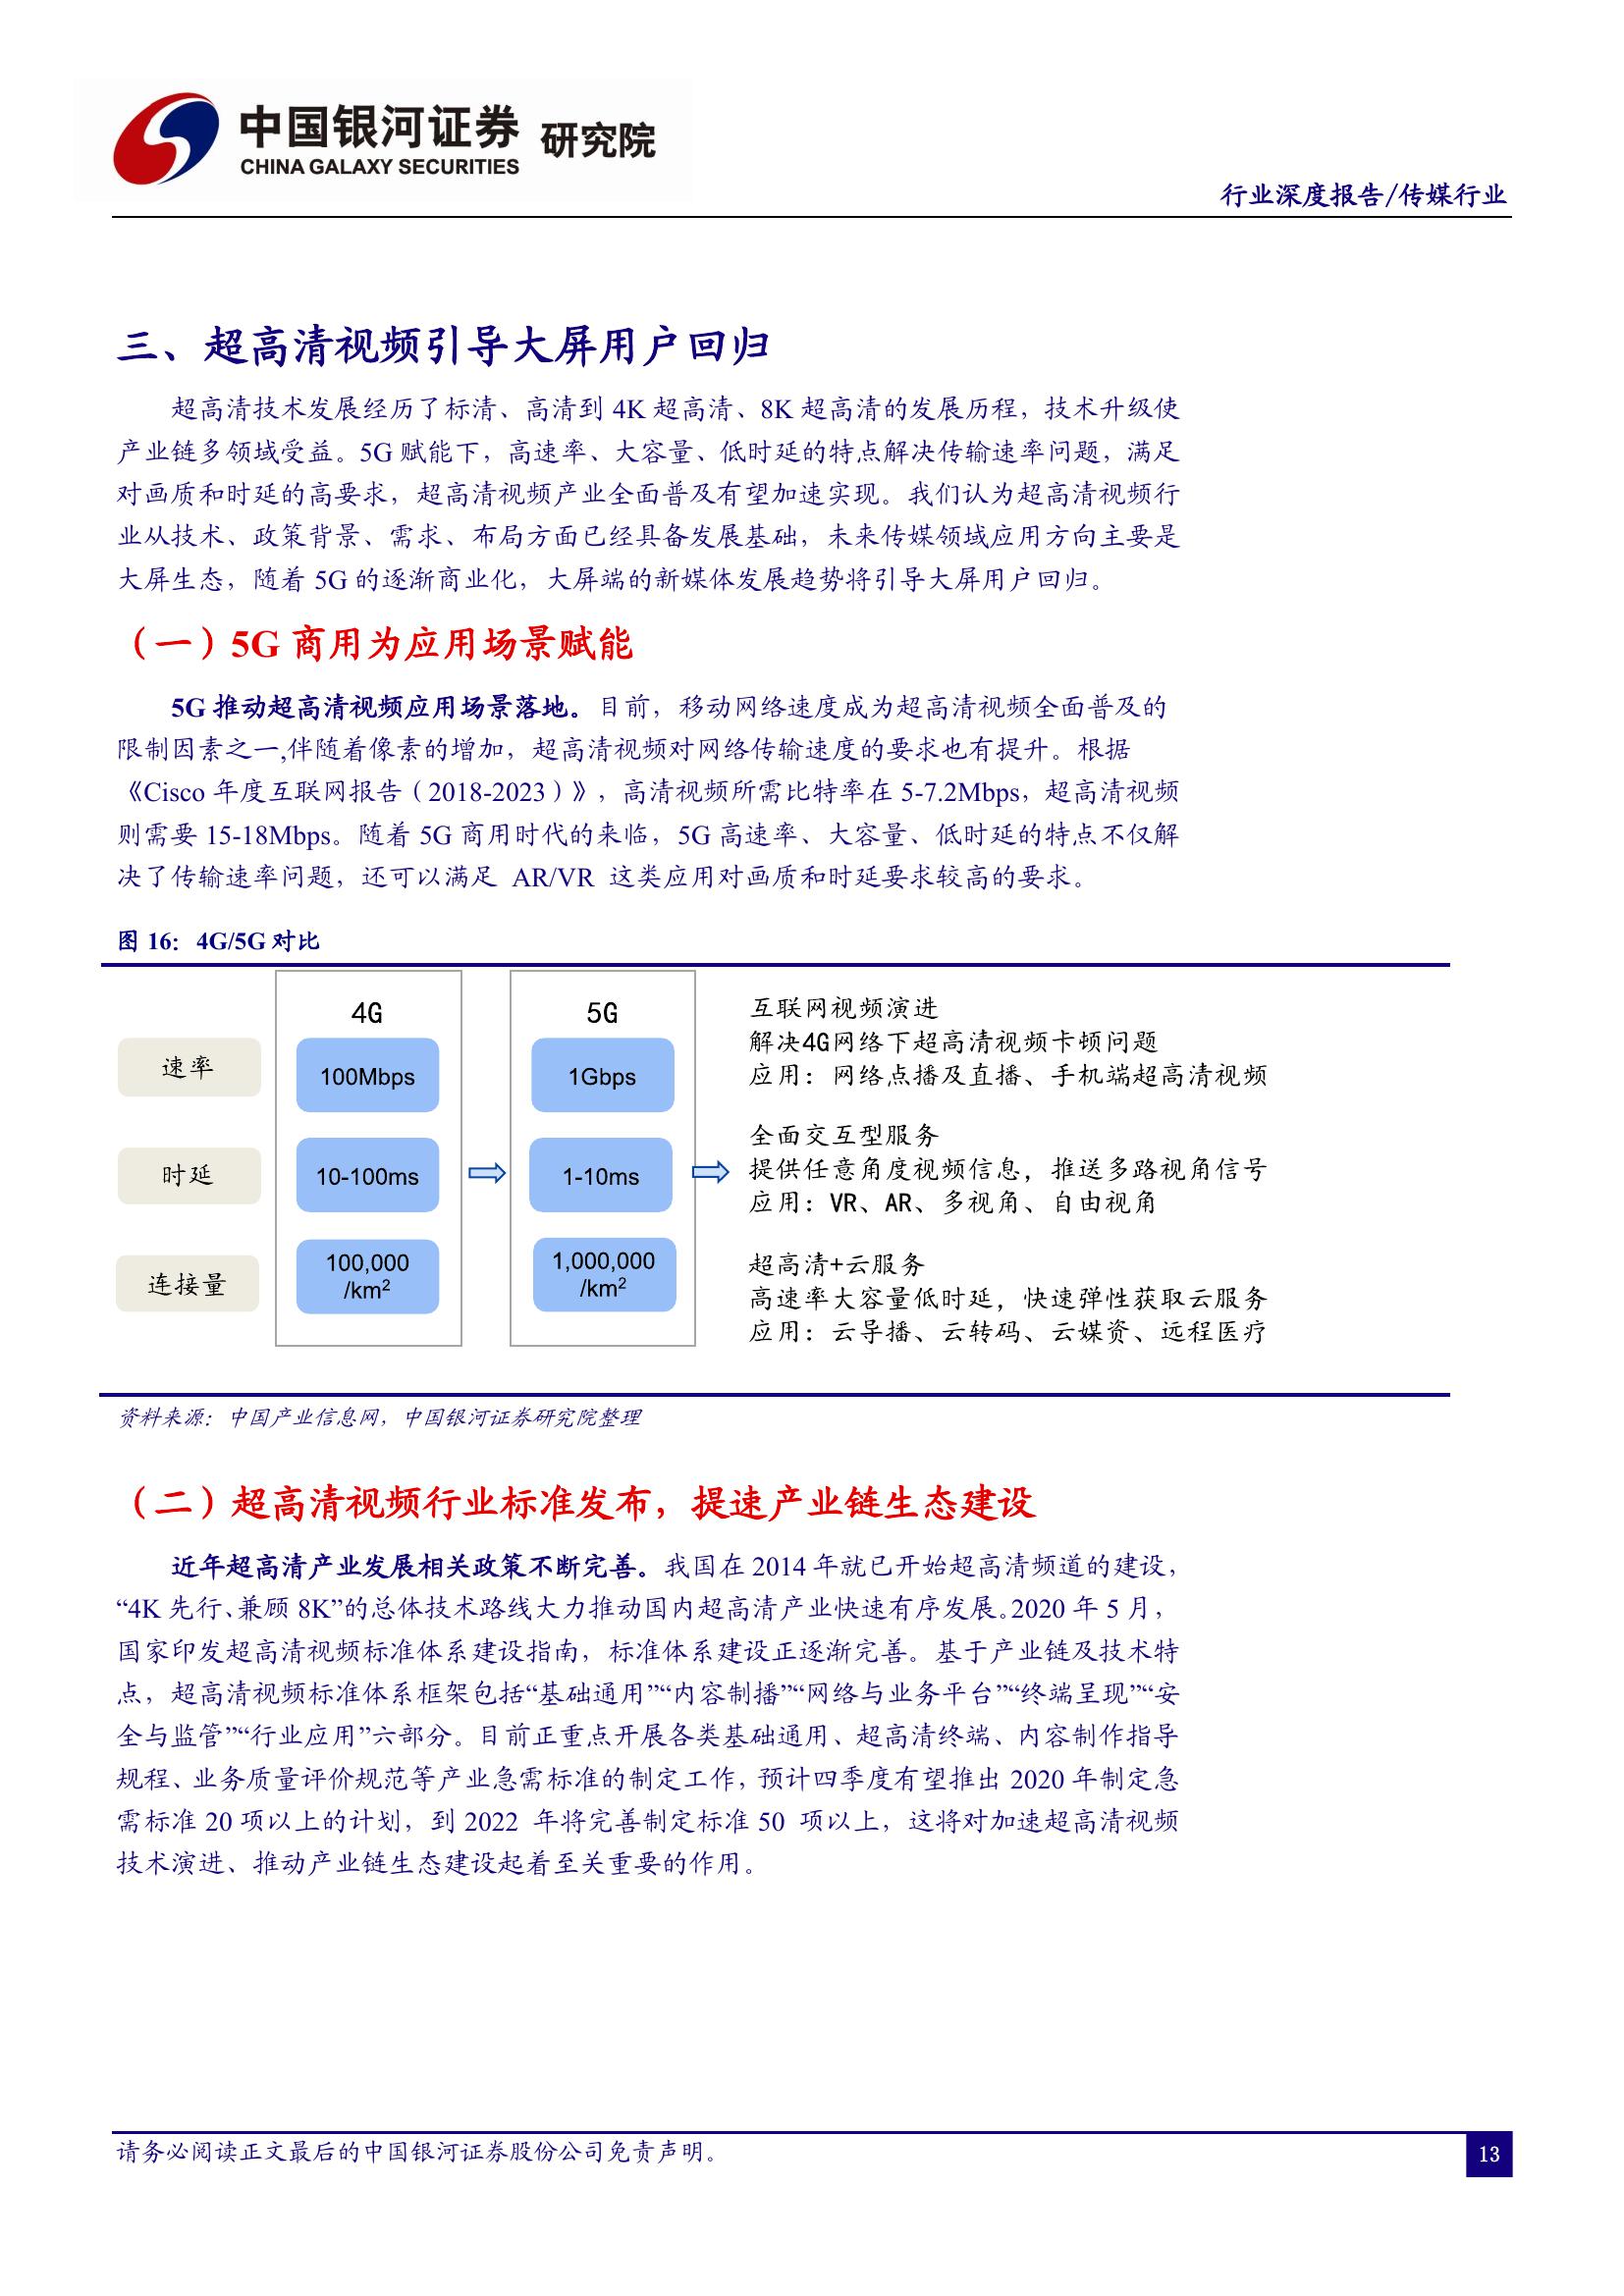 中国银河证券 研究院
CHINA GALAXY SECURITIES
行业深度报告/传媒行业
三、超高清视频引导大屏用户回归
超高清技术发展经历了标清、高清到 4K 超高清、8K 超高清的发展历程，技术升级使
产业链多领域受益。5G 赋能下，高速率、大容量、低时延的特点解决传输速率问题，满足
对画质和时延的高要求，超高清视频产业全面普及有望加速实现。我们认为超高清视频行
业从技术、政策背景、需求、布局方面已经具备发展基础，未来传媒领域应用方向主要是
大屏生态，随着 5G 的逐渐商业化，大屏端的新媒体发展趋势将引导大屏用户回归。
（一）5G 商用为应用场景赋能
5G 推动超高清视频应用场景落地。目前，移动网络速度成为超高清视频全面普及的
限制因素之一,伴随着像素的增加，超高清视频对网络传输速度的要求也有提升。根据
《Cisco 年度互联网报告（2018-2023）》，高清视频所需比特率在 5-7.2Mbps，超高清视频
则需要 15-18Mbps。随着 5G 商用时代的来临，5G 高速率、大容量、低时延的特点不仅解
决了传输速率问题，还可以满足 AR/VR 这类应用对画质和时延要求较高的要求。
图 16：4G/5G 对比
4G
5G
速率
100Mbps
1Gbps
时延
10-100ms
1-10ms
连接量
100,000
/km²
1,000,000
/km²
互联网视频演进
解决4G网络下超高清视频卡顿问题
应用：网络点播及直播、手机端超高清视频
全面交互型服务
提供任意角度视频信息，推送多路视角信号
应用：VR、AR、多视角、自由视角
超高清+云服务
高速率大容量低时延，快速弹性获取云服务
应用：云导播、云转码、云媒资、远程医疗
资料来源：中国产业信息网，中国银河证券研究院整理
（二）超高清视频行业标准发布，提速产业链生态建设
近年超高清产业发展相关政策不断完善。我国在 2014 年就已开始超高清频道的建设，
“4K 先行、兼顾 8K”的总体技术路线大力推动国内超高清产业快速有序发展。2020 年 5 月，
国家印发超高清视频标准体系建设指南，标准体系建设正逐渐完善。基于产业链及技术特
点，超高清视频标准体系框架包括“基础通用”“内容制播”“网络与业务平台”“终端呈现”“安
全与监管”“行业应用”六部分。目前正重点开展各类基础通用、超高清终端、内容制作指导
规程、业务质量评价规范等产业急需标准的制定工作，预计四季度有望推出 2020 年制定急
需标准 20 项以上的计划，到 2022 年将完善制定标准 50 项以上，这将对加速超高清视频
技术演进、推动产业链生态建设起着至关重要的作用。
请务必阅读正文最后的中国银河证券股份公司免责声明。
13